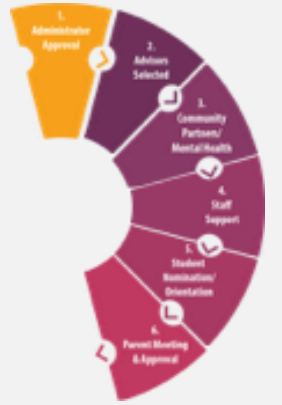 1.
Administrator
Approval
2.
Advisors
Selected
3.
Community
Partners/
Mental Health
4.
Staff
Support
5.
Student
Nomination/
Orientation
6.
Parent Meeting
& Approval